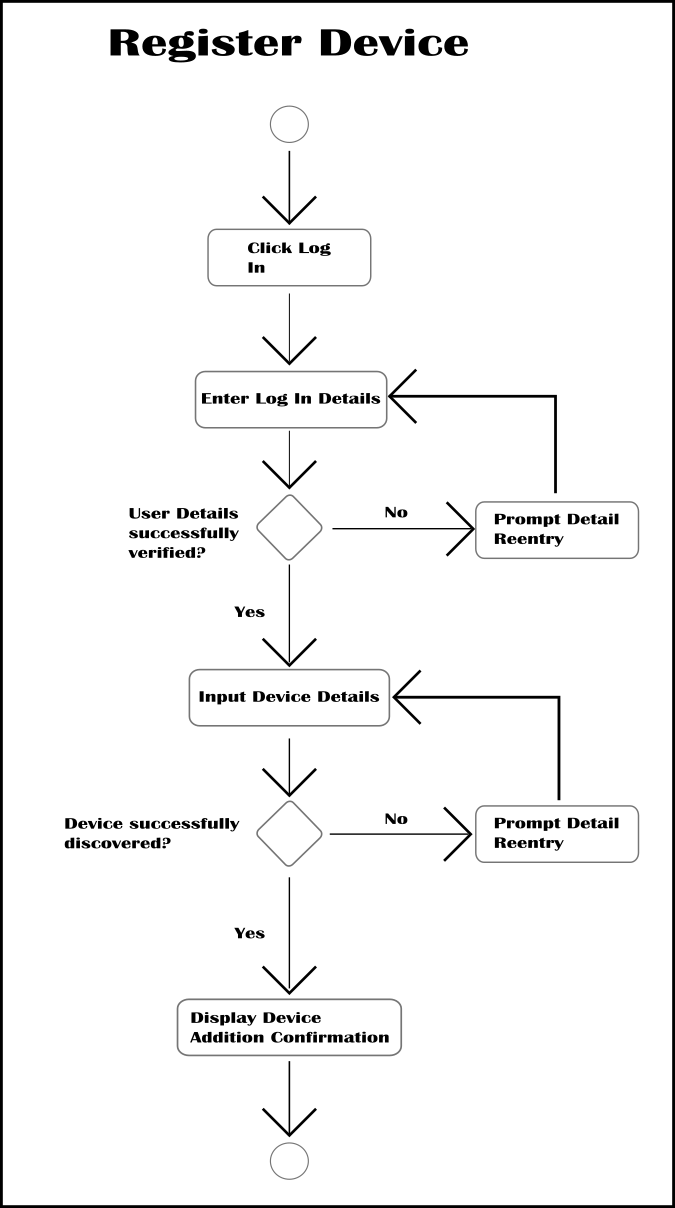 Register Device
Click Log
In
Enter Log In Details
User Details
successfully
verified?
No
Prompt Detail
Reentry
Yes
Input Device Details
Device successfully
discovered?
No
Prompt Detail
Reentry
Yes
Display Device
Addition Confirmation